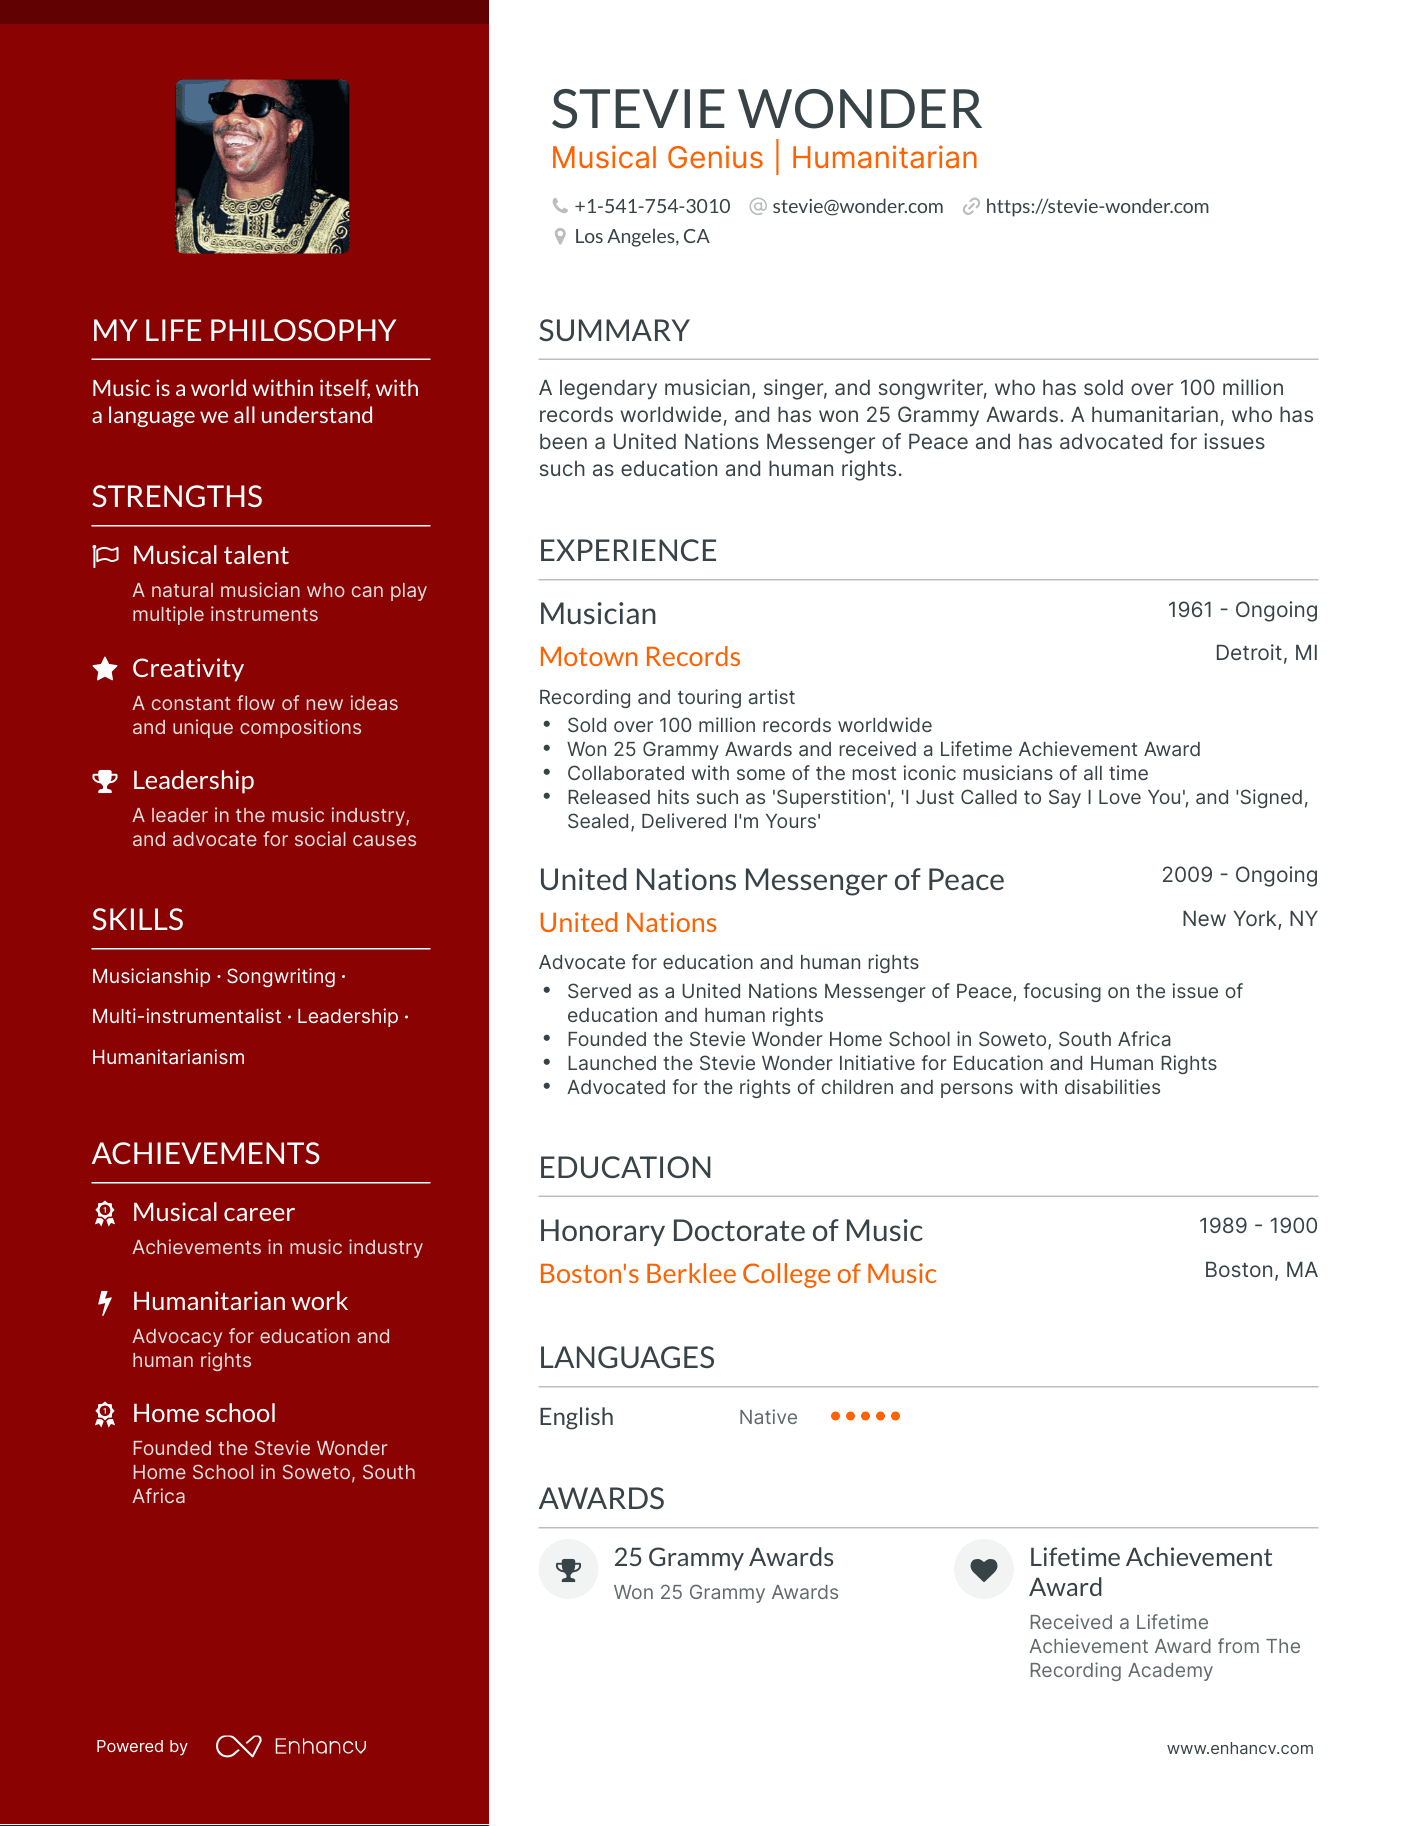 STEVIE WONDER
Musical Genius | Humanitarian
+1-541-754-3010 stevie@wonder.com https://stevie-wonder.com
Los Angeles, CA
MY LIFE PHILOSOPHY
Music is a world within itself, with
a language we all understand
STRENGTHS
Musical talent
A natural musician who can play
multiple instruments
Creativity
A constant flow of new ideas
and unique compositions
Leadership
A leader in the music industry,
and advocate for social causes
SKILLS
Musicianship · Songwriting ·
Multi-instrumentalist · Leadership ·
Humanitarianism
ACHIEVEMENTS
Musical career
Achievements in music industry
Humanitarian work
Advocacy for education and
human rights
Home school
Founded the Stevie Wonder
Home School in Soweto, South
Africa
SUMMARY
A legendary musician, singer, and songwriter, who has sold over 100 million
records worldwide, and has won 25 Grammy Awards. A humanitarian, who has
been a United Nations Messenger of Peace and has advocated for issues
such as education and human rights.
EXPERIENCE
Musician 1961 - Ongoing
Motown Records Detroit, MI
Recording and touring artist
• Sold over 100 million records worldwide
• Won 25 Grammy Awards and received a Lifetime Achievement Award
• Collaborated with some of the most iconic musicians of all time
• Released hits such as 'Superstition', 'I Just Called to Say I Love You', and 'Signed,
Sealed, Delivered I'm Yours'
United Nations Messenger of Peace 2009 - Ongoing
United Nations New York, NY
Advocate for education and human rights
• Served as a United Nations Messenger of Peace, focusing on the issue of
education and human rights
• Founded the Stevie Wonder Home School in Soweto, South Africa
• Launched the Stevie Wonder Initiative for Education and Human Rights
• Advocated for the rights of children and persons with disabilities
EDUCATION
Honorary Doctorate of Music 1989 - 1900
Boston's Berklee College of Music Boston, MA
LANGUAGES
English Native
AWARDS
25 Grammy Awards
Won 25 Grammy Awards
Lifetime Achievement
Award
Received a Lifetime
Achievement Award from The
Recording Academy
Powered by Enhancv
www.enhancv.com